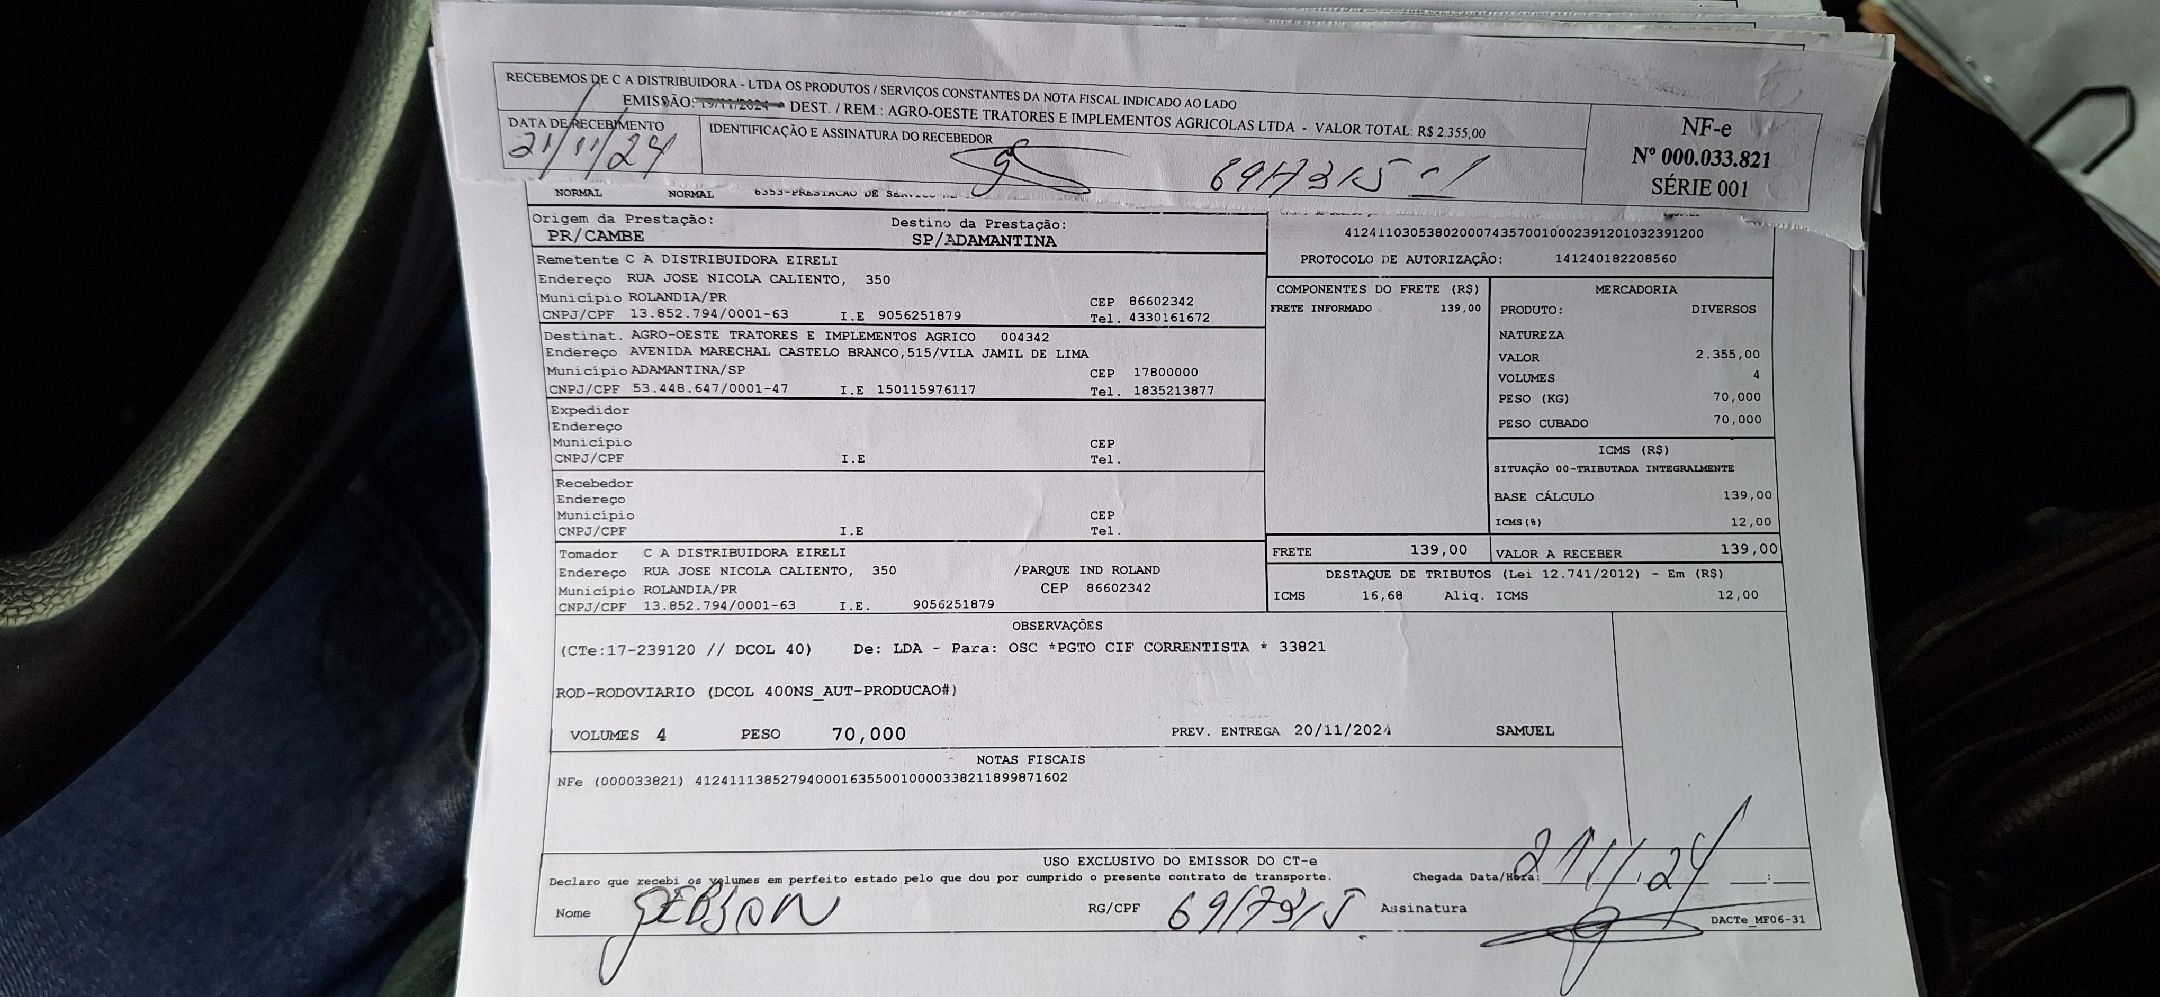 RECEBEMOS DE C A DISTRIBUIDORA - LTDA OS PRODUTOS / SERVIÇOS CONSTANTES DA NOTA FISCAL INDICADO AO LADO
EMISSÃO: 19/11/2024 DEST. / REM.: AGRO-OESTE TRATORES E IMPLEMENTOS AGRICOLAS LTDA - VALOR TOTAL: R$ 2.355,00
DATA DE RECEBIMENTO
21/11/24
IDENTIFICAÇÃO E ASSINATURA DO RECEBEDOR
NF-e
Nº 000.033.821
SÉRIE 001
NORMAL NORMAL 6353-PRESTACAO DE
Origem da Prestação: Destino da Prestação:
PR/CAMBE SP/ADAMANTINA
41241103053802000743570010002391201032391200
PROTOCOLO DE AUTORIZAÇÃO: 141240182208560
Remetente C A DISTRIBUIDORA EIRELI
Endereço RUA JOSE NICOLA CALIENTO, 350
Município ROLANDIA/PR CEP 86602342
CNPJ/CPF 13.852.794/0001-63 I.E 9056251879 Tel. 4330161672
Destinat. AGRO-OESTE TRATORES E IMPLEMENTOS AGRICO 004342
Endereço AVENIDA MARECHAL CASTELO BRANCO,515/VILA JAMIL DE LIMA
Município ADAMANTINA/SP CEP 17800000
CNPJ/CPF 53.448.647/0001-47 I.E 150115976117 Tel. 1835213877
Expedidor
Endereço
Município CEP
CNPJ/CPF I.E Tel.
Recebedor
Endereço
Município CEP
CNPJ/CPF I.E Tel.
Tomador C A DISTRIBUIDORA EIRELI
Endereço RUA JOSE NICOLA CALIENTO, 350 /PARQUE IND ROLAND
Município ROLANDIA/PR CEP 86602342
CNPJ/CPF 13.852.794/0001-63 I.E. 9056251879
COMPONENTES DO FRETE (R$)
FRETE INFORMADO 139,00
MERCADORIA
PRODUTO: DIVERSOS
NATUREZA
VALOR 2.355,00
VOLUMES 4
PESO (KG) 70,000
PESO CUBADO 70,000
ICMS (R$)
SITUAÇÃO 00-TRIBUTADA INTEGRALMENTE
BASE CÁLCULO 139,00
ICMS(%) 12,00
FRETE 139,00 VALOR A RECEBER 139,00
DESTAQUE DE TRIBUTOS (Lei 12.741/2012) - Em (R$)
ICMS 16,68 Aliq. ICMS 12,00
OBSERVAÇÕES
(CTe:17-239120 // DCOL 40) De: LDA - Para: OSC *PGTO CIF CORRENTISTA * 33821
ROD-RODOVIARIO (DCOL 400NS_AUT-PRODUCAO#)
VOLUMES 4 PESO 70,000 PREV. ENTREGA 20/11/2024 SAMUEL
NOTAS FISCAIS
NFe (000033821) 41241113852794000163550010000338211899871602
USO EXCLUSIVO DO EMISSOR DO CT-e
Declaro que recebi os volumes em perfeito estado pelo que dou por cumprido o presente contrato de transporte. Chegada Data/Hora: __:__
Nome RG/CPF Assinatura
DACTe_MF06-31